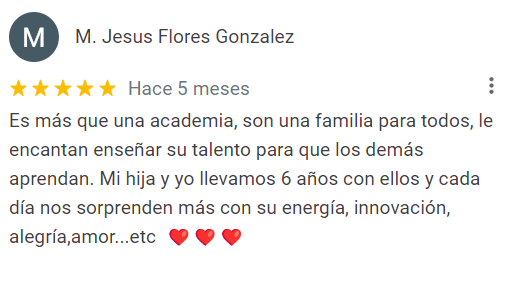 M
M. Jesus Flores Gonzalez
Hace 5 meses
Es más que una academia, son una familia para todos, le
encantan enseñar su talento para que los demás
aprendan. Mi hija y yo llevamos 6 años con ellos y cada
día nos sorprenden más con su energía, innovación,
alegría,amor...etc ❤️❤️❤️